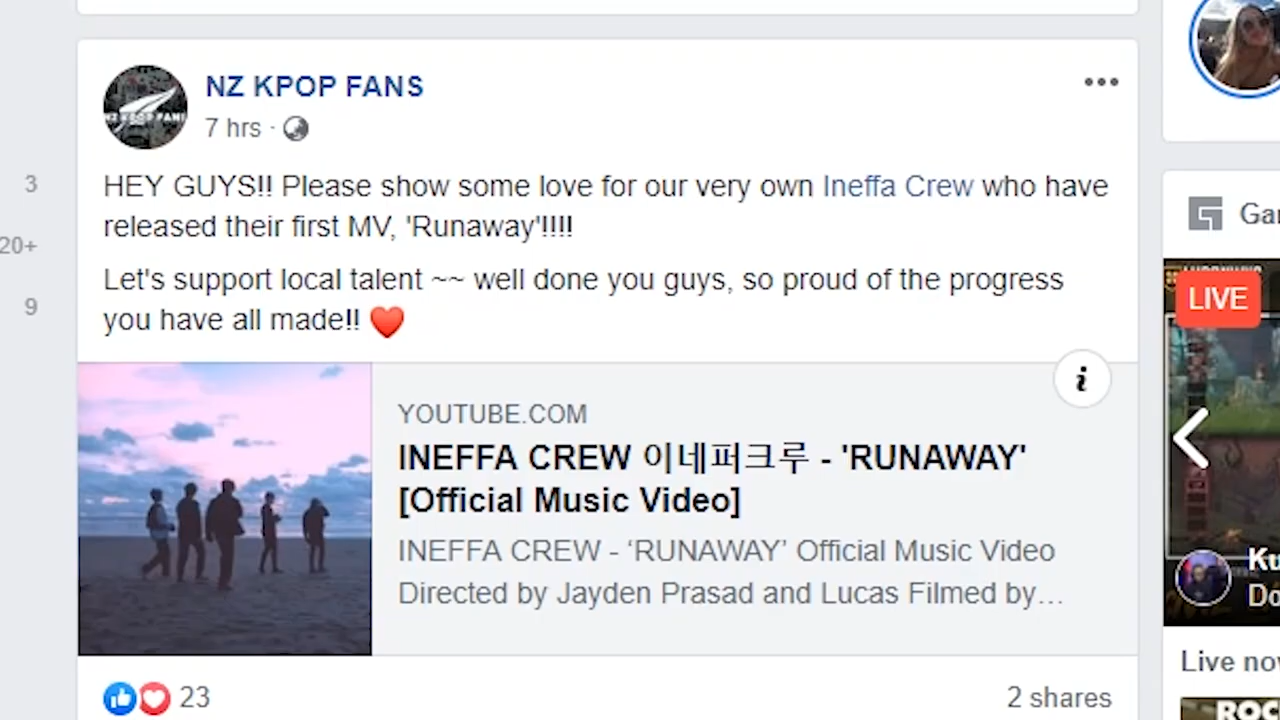 NZ KPOP FANS
7 hrs ·
3
HEY GUYS!! Please show some love for our very own Ineffa Crew who have
released their first MV, 'Runaway'!!!!
20+
Let's support local talent ~~ well done you guys, so proud of the progress
9
you have all made!! ❤️
YOUTUBE.COM
INEFFA CREW 이네퍼크루 - 'RUNAWAY'
[Official Music Video]
INEFFA CREW - ‘RUNAWAY’ Official Music Video
Directed by Jayden Prasad and Lucas Filmed by…
23
2 shares
LIVE
Live